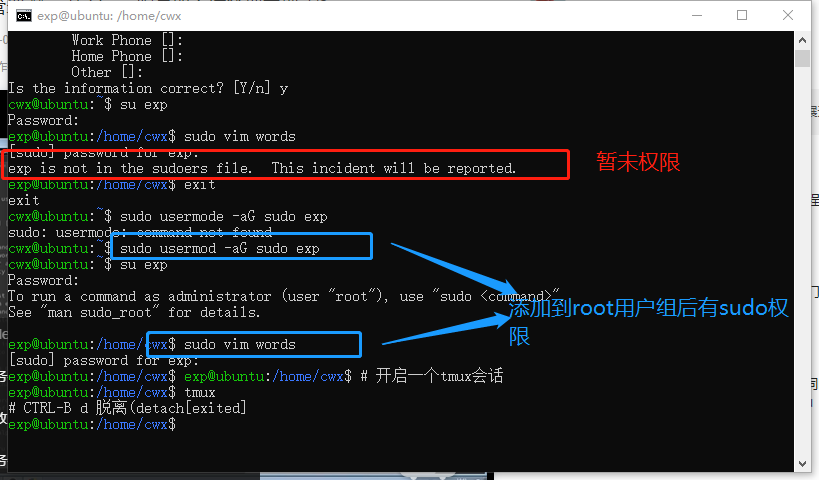 exp@ubuntu: /home/cwx
Work Phone []:
Home Phone []:
Other []:
Is the information correct? [Y/n] y
cwx@ubuntu:~$ su exp
Password:
exp@ubuntu:/home/cwx$ sudo vim words
[sudo] password for exp:
exp is not in the sudoers file.  This incident will be reported.
暂未权限
exp@ubuntu:/home/cwx$ exit
exit
cwx@ubuntu:~$ sudo usermode -aG sudo exp
sudo: usermode: command not found
cwx@ubuntu:~$ sudo usermod -aG sudo exp
cwx@ubuntu:~$ su exp
Password:
To run a command as administrator (user "root"), use "sudo <command>"
See "man sudo_root" for details.
添加到root用户组后有sudo权
限
exp@ubuntu:/home/cwx$ sudo vim words
[sudo] password for exp:
exp@ubuntu:/home/cwx$ exp@ubuntu:/home/cwx$ # 开启一个tmux会话
exp@ubuntu:/home/cwx$ tmux
# CTRL-B d 脱离(detach[exited]
exp@ubuntu:/home/cwx$